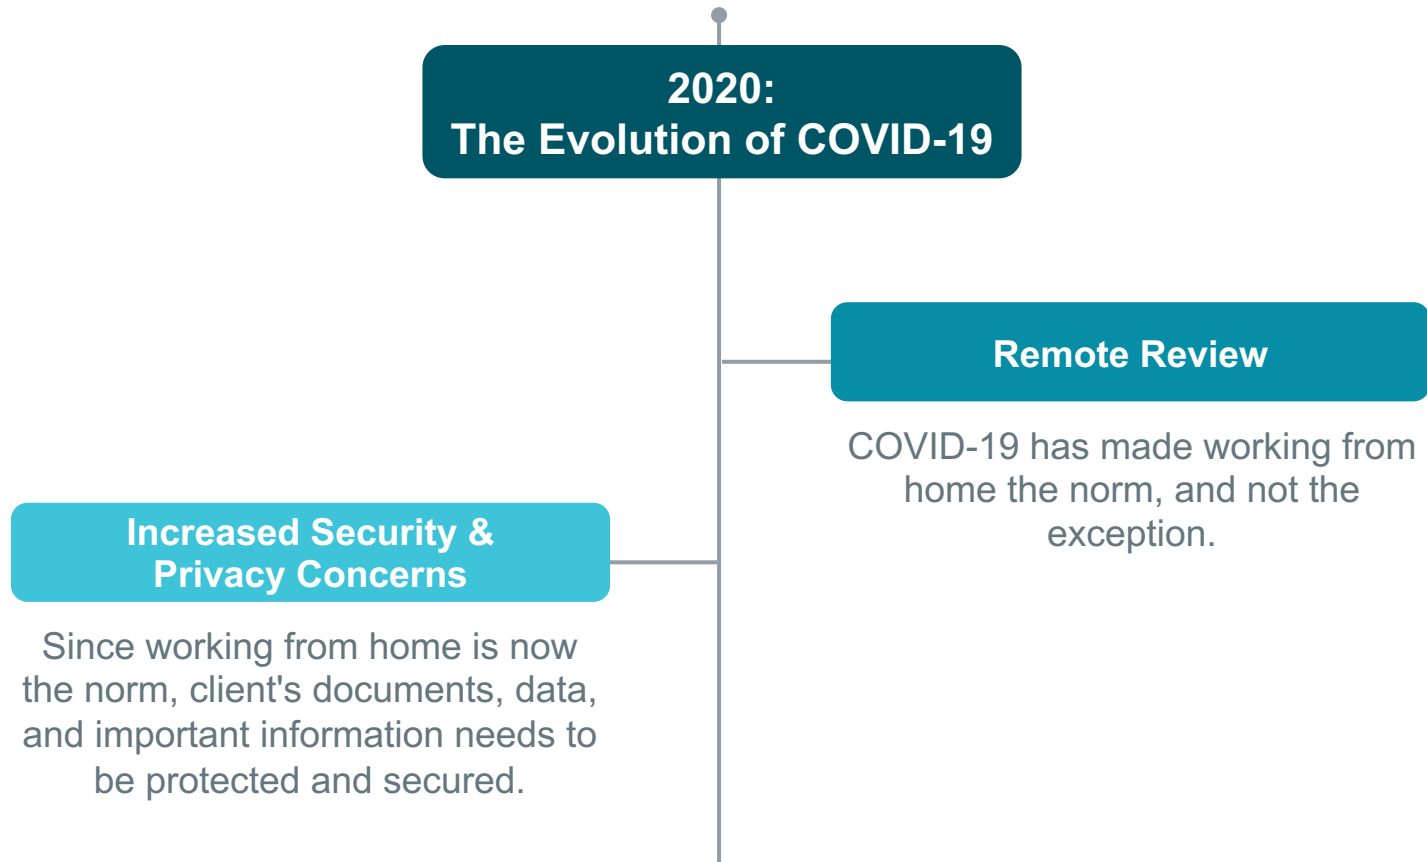 2020:
The Evolution of COVID-19
Remote Review
COVID-19 has made working from
home the norm, and not the
exception.
Increased Security &
Privacy Concerns
Since working from home is now
the norm, client's documents, data,
and important information needs to
be protected and secured.